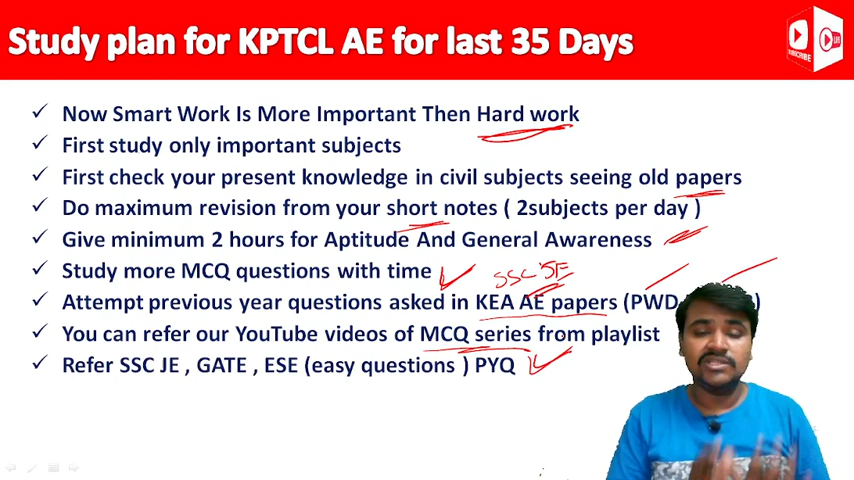 Study plan for KPTCL AE for last 35 Days
SUBSCRIBE
LIVE
Now Smart Work Is More Important Then Hard work
First study only important subjects
First check your present knowledge in civil subjects seeing old papers
Do maximum revision from your short notes ( 2subjects per day )
Give minimum 2 hours for Aptitude And General Awareness
Study more MCQ questions with time
SSC JE
Attempt previous year questions asked in KEA AE papers (PWD )
You can refer our YouTube videos of MCQ series from playlist
Refer SSC JE , GATE , ESE (easy questions ) PYQ